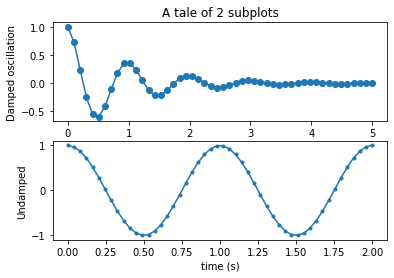 A tale of 2 subplots
Damped oscillation
1.0
0.5
0.0
−0.5
0 1 2 3 4 5
Undamped
1
0
−1
0.00 0.25 0.50 0.75 1.00 1.25 1.50 1.75 2.00
time (s)